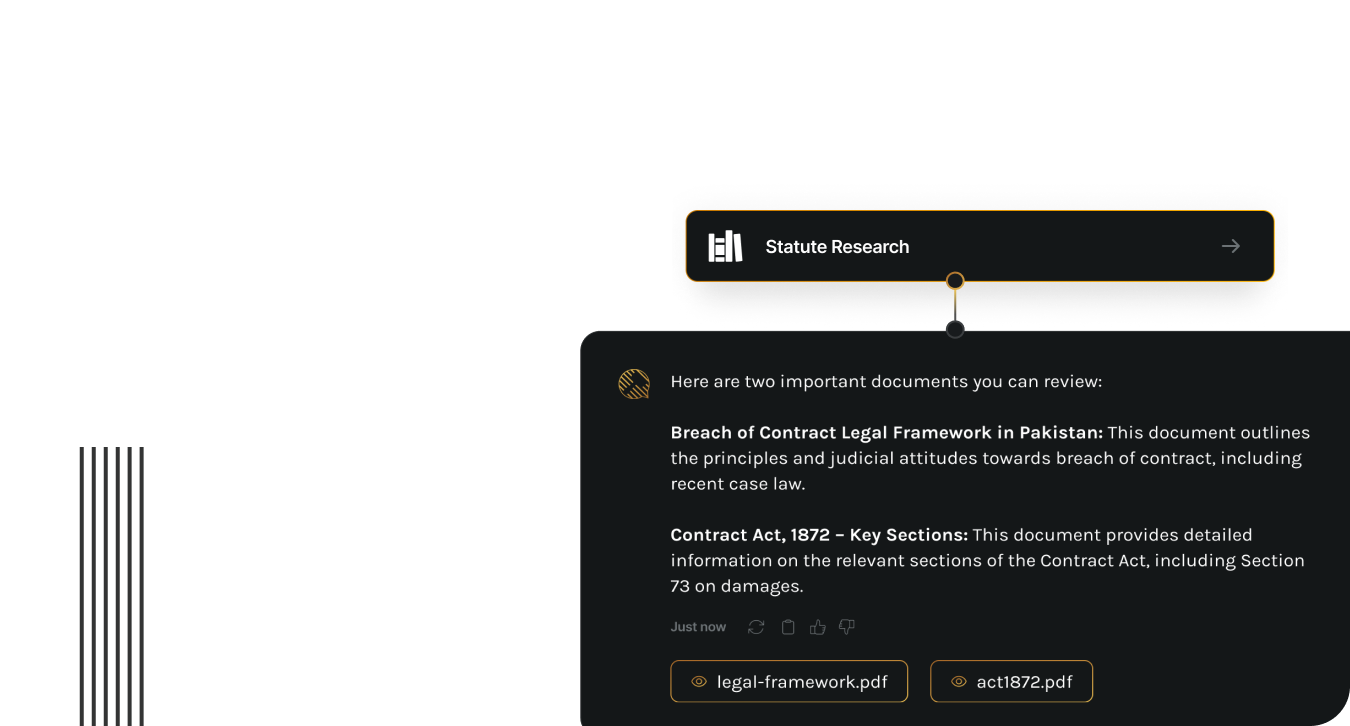 Statute Research
Here are two important documents you can review:
Breach of Contract Legal Framework in Pakistan: This document outlines
the principles and judicial attitudes towards breach of contract, including
recent case law.
Contract Act, 1872 – Key Sections: This document provides detailed
information on the relevant sections of the Contract Act, including Section
73 on damages.
Just now
legal-framework.pdf act1872.pdf